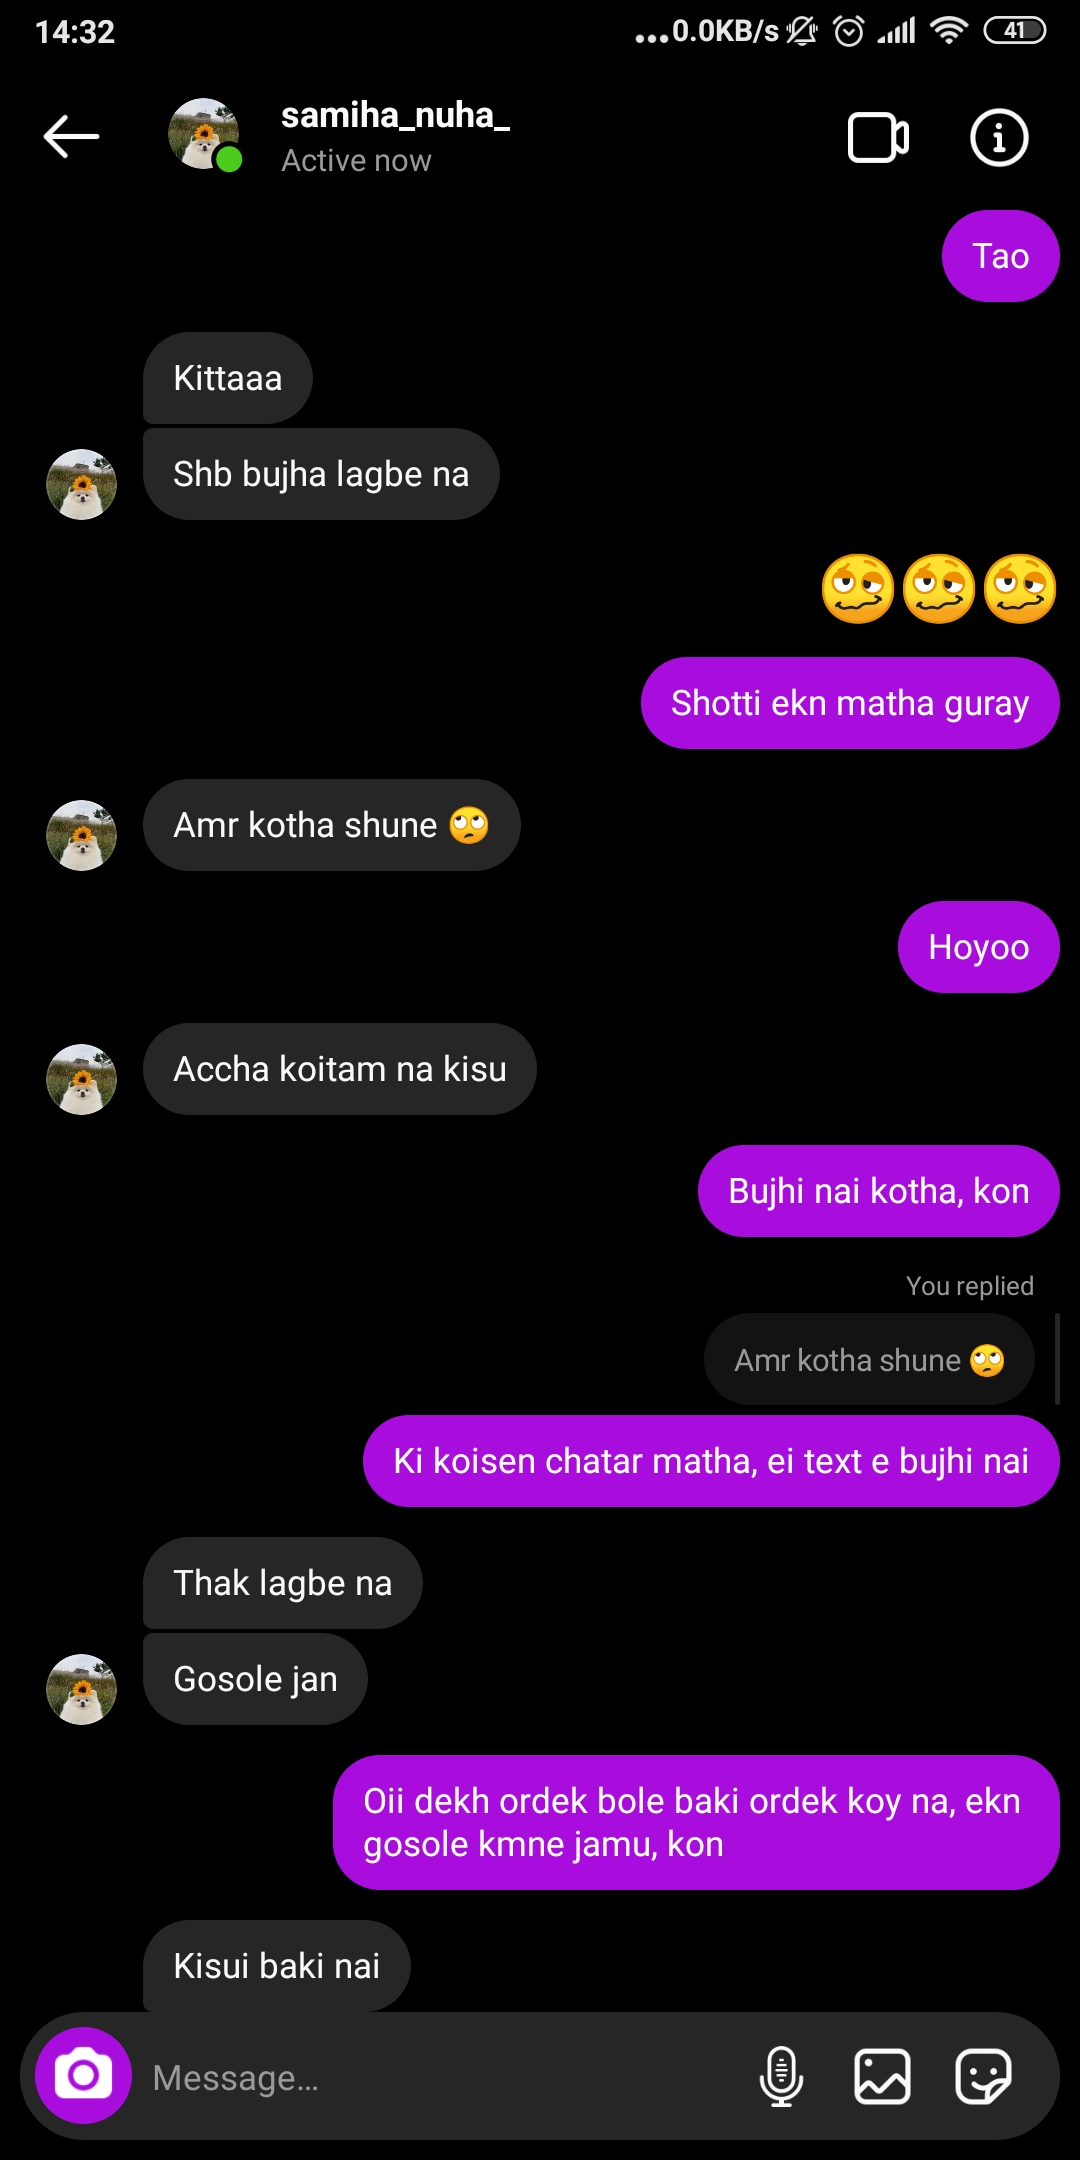 14:32
...0.0KB/s
41
samiha_nuha_
Active now
Tao
Kittaaa
Shb bujha lagbe na
🥴🥴🥴
Shotti ekn matha guray
Amr kotha shune 🙄
Hoyoo
Accha koitam na kisu
Bujhi nai kotha, kon
You replied
Amr kotha shune 🙄
Ki koisen chatar matha, ei text e bujhi nai
Thak lagbe na
Gosole jan
Oii dekh ordek bole baki ordek koy na, ekn
gosole kmne jamu, kon
Kisui baki nai
Message...